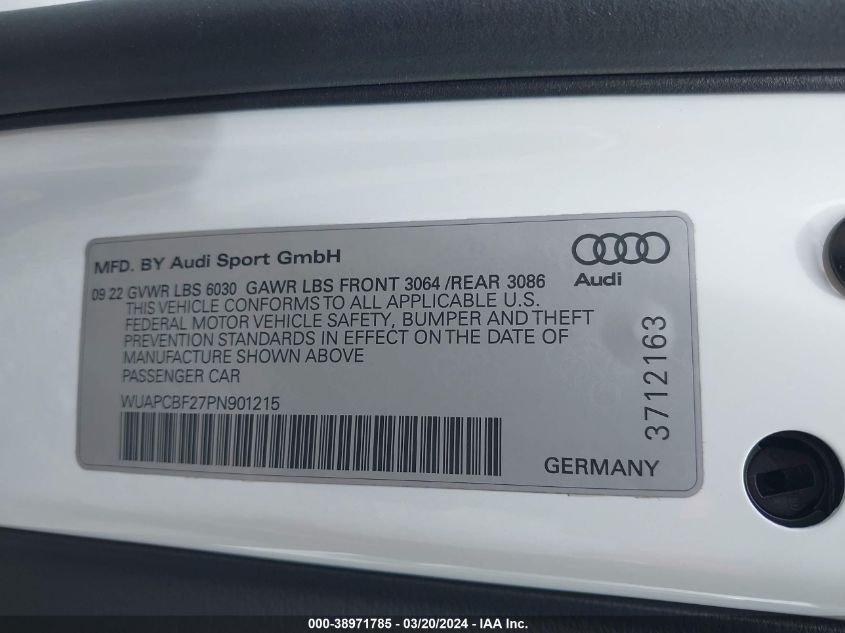 MFD. BY Audi Sport GmbH
Audi
09 22 GVWR LBS 6030 GAWR LBS FRONT 3064 /REAR 3086
THIS VEHICLE CONFORMS TO ALL APPLICABLE U.S.
FEDERAL MOTOR VEHICLE SAFETY, BUMPER AND THEFT
PREVENTION STANDARDS IN EFFECT ON THE DATE OF
MANUFACTURE SHOWN ABOVE
PASSENGER CAR
WUAPCBF27PN901215
GERMANY
3712163
000-38971785 - 03/20/2024 - IAA Inc.